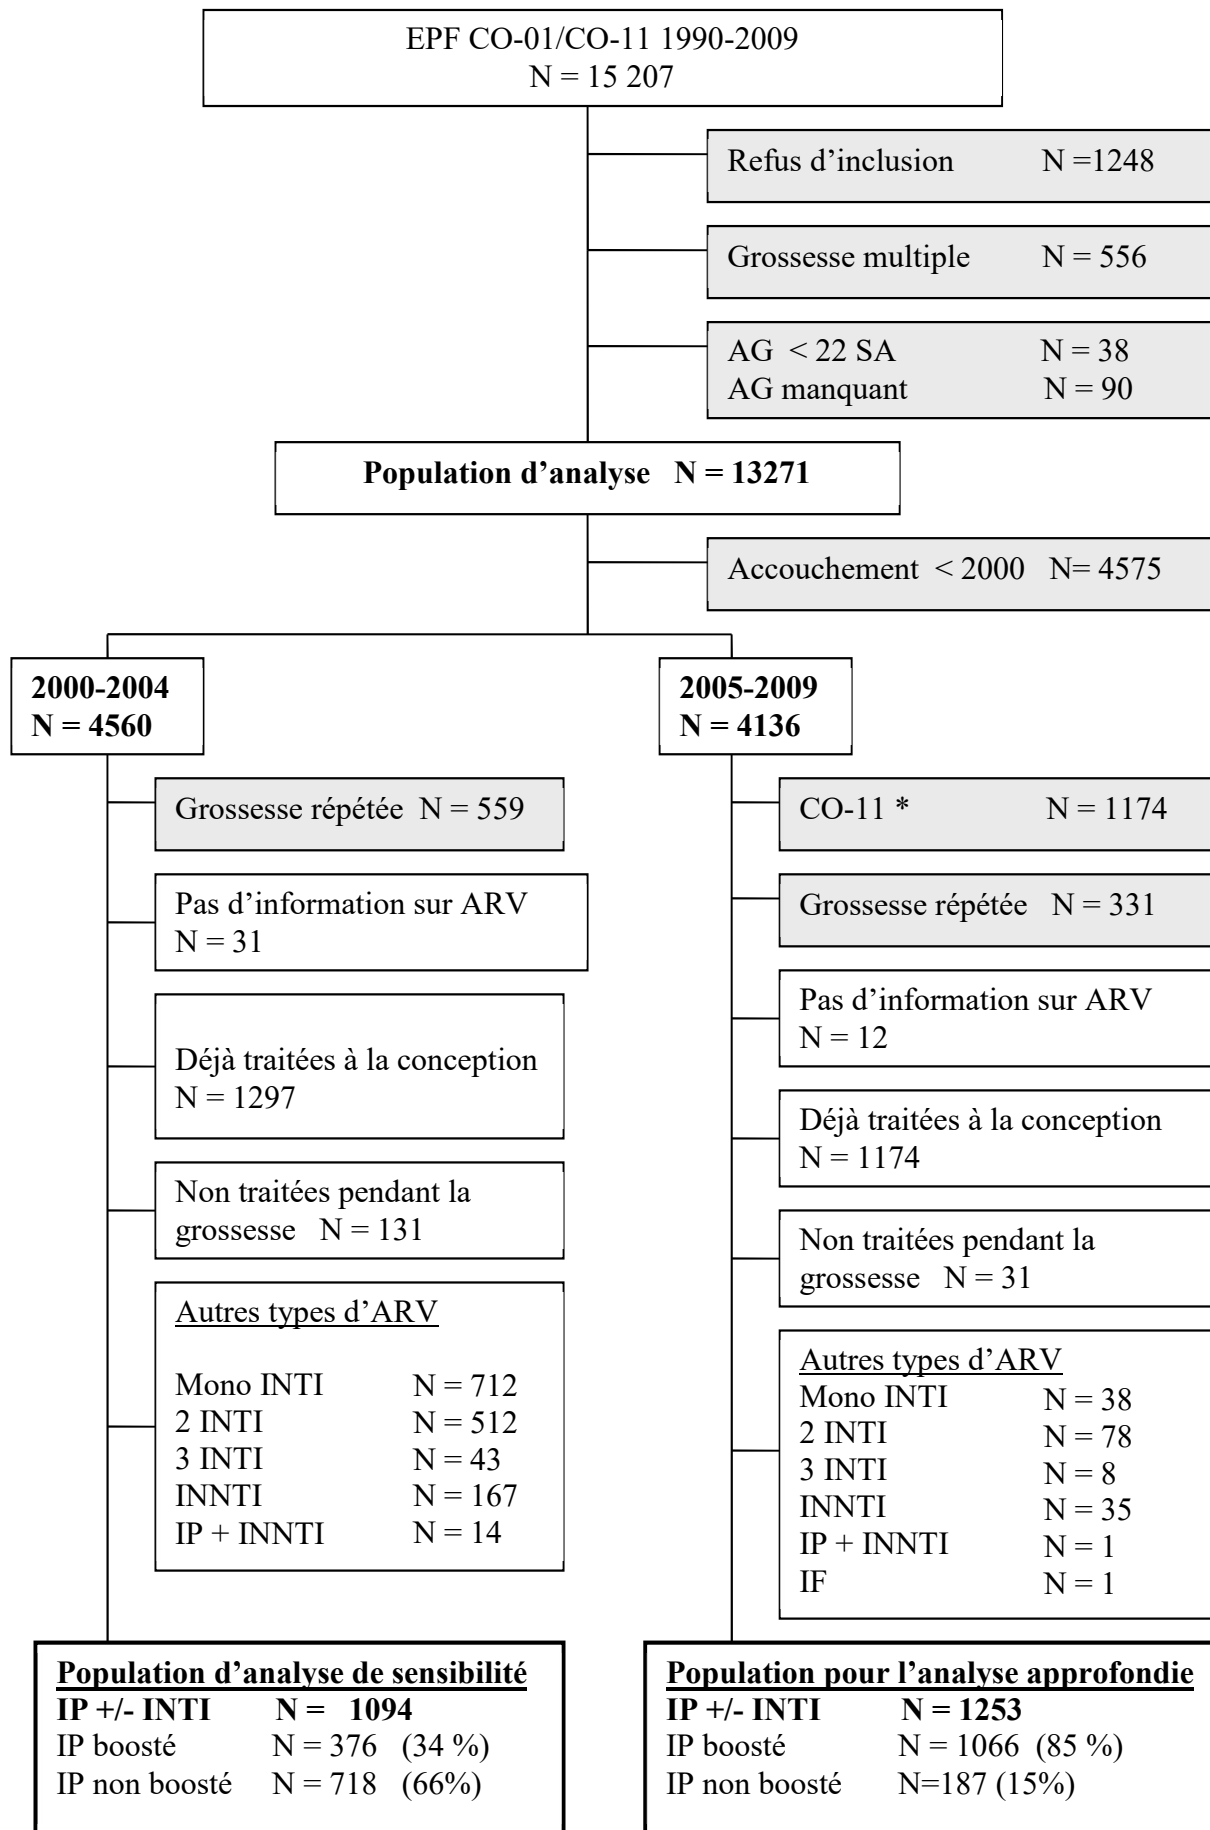 EPF CO-01/CO-11 1990-2009
N = 15 207
Refus d’inclusion N =1248
Grossesse multiple N = 556
AG < 22 SA N = 38
AG manquant N = 90
Population d’analyse N = 13271
Accouchement < 2000 N= 4575
2000-2004
N = 4560
Grossesse répétée N = 559
Pas d’information sur ARV
N = 31
Déjà traitées à la conception
N = 1297
Non traitées pendant la
grossesse N = 131
Autres types d’ARV
Mono INTI N = 712
2 INTI N = 512
3 INTI N = 43
INNTI N = 167
IP + INNTI N = 14
Population d’analyse de sensibilité
IP +/- INTI N = 1094
IP boosté N = 376 (34 %)
IP non boosté N = 718 (66%)
2005-2009
N = 4136
CO-11 * N = 1174
Grossesse répétée N = 331
Pas d’information sur ARV
N = 12
Déjà traitées à la conception
N = 1174
Non traitées pendant la
grossesse N = 31
Autres types d’ARV
Mono INTI N = 38
2 INTI N = 78
3 INTI N = 8
INNTI N = 35
IP + INNTI N = 1
IF N = 1
Population pour l’analyse approfondie
IP +/- INTI N = 1253
IP boosté N = 1066 (85 %)
IP non boosté N=187 (15%)